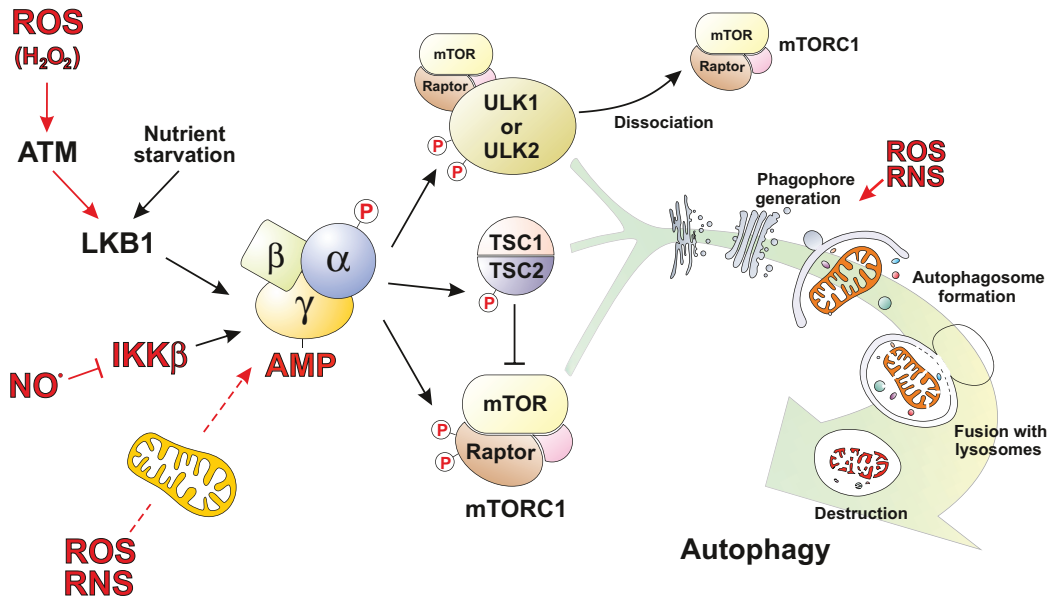 ROS
(H₂O₂)
ATM
Nutrient
starvation
LKB1
β
α
γ
P
AMP
IKKβ
NO•
ROS
RNS
mTOR
Raptor
ULK1
or
ULK2
P
P
Dissociation
mTOR
Raptor
mTORC1
TSC1
TSC2
P
mTOR
Raptor
P
P
mTORC1
ROS
RNS
Phagophore
generation
Autophagosome
formation
Fusion with
lysosomes
Destruction
Autophagy